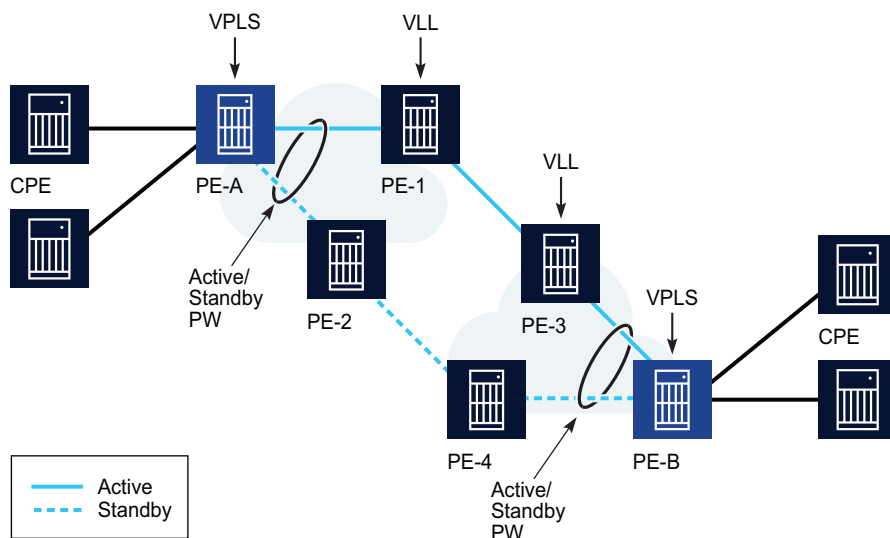 VPLS
VLL
CPE
PE-A
PE-1
VLL
Active/
Standby
PW
PE-2
PE-3
VPLS
CPE
PE-4
PE-B
Active/
Standby
PW
Active
Standby